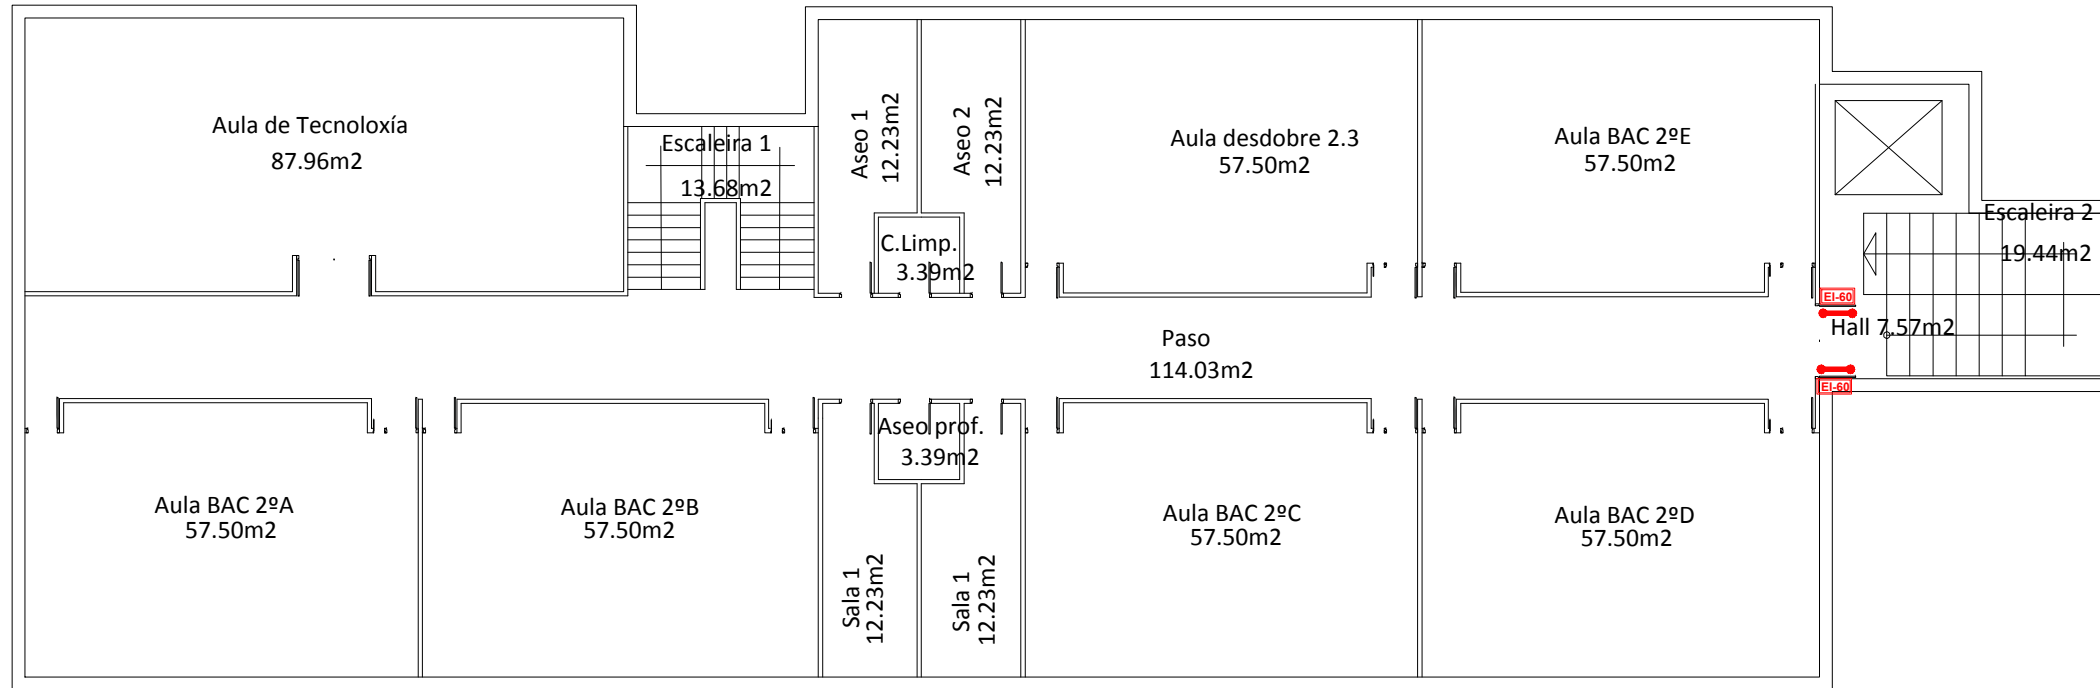 Aula de Tecnoloxía
87.96m2
Escaleira 1
13.68m2
Aseo 1
12.23m2
Aseo 2
12.23m2
C.Limp.
3.39m2
Aula desdobre 2.3
57.50m2
Aula BAC 2ºE
57.50m2
Escaleira 2
19.44m2
EI-60
Hall 7.57m2
EI-60
Paso
114.03m2
Aula BAC 2ºA
57.50m2
Aula BAC 2ºB
57.50m2
Aseo prof.
3.39m2
Sala 1
12.23m2
Sala 1
12.23m2
Aula BAC 2ºC
57.50m2
Aula BAC 2ºD
57.50m2